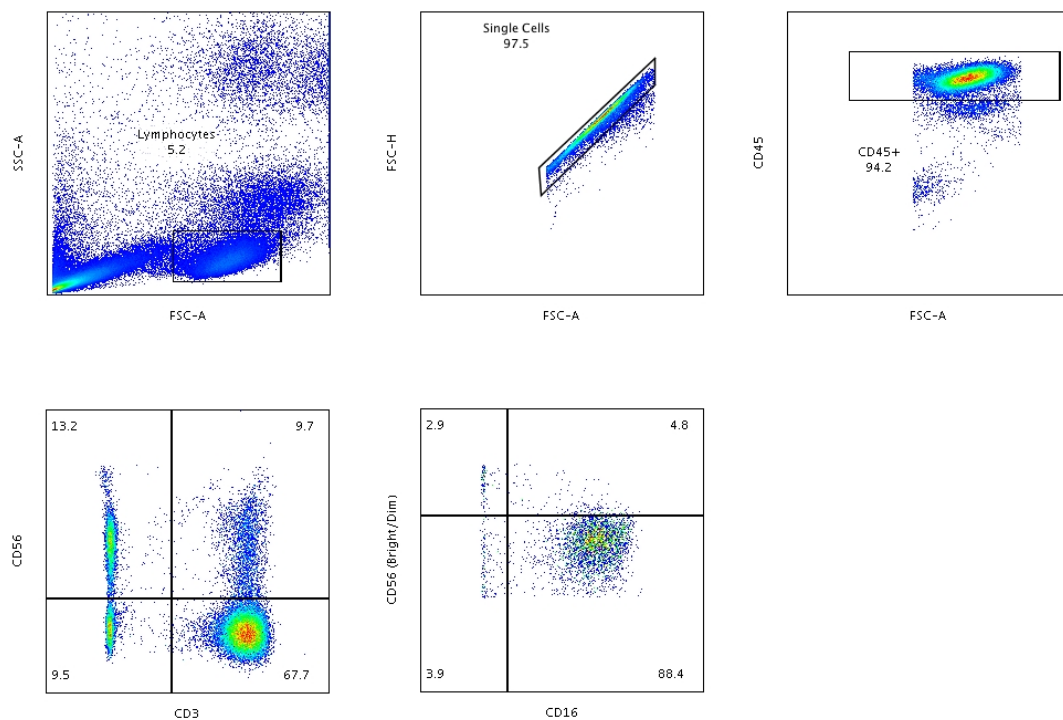 Lymphocytes
5.2
SSC-A
FSC-A
Single Cells
97.5
FSC-H
FSC-A
CD45+
94.2
CD45
FSC-A
13.2
9.7
CD56
9.5
67.7
CD3
2.9
4.8
CD56 (Bright/Dim)
3.9
88.4
CD16